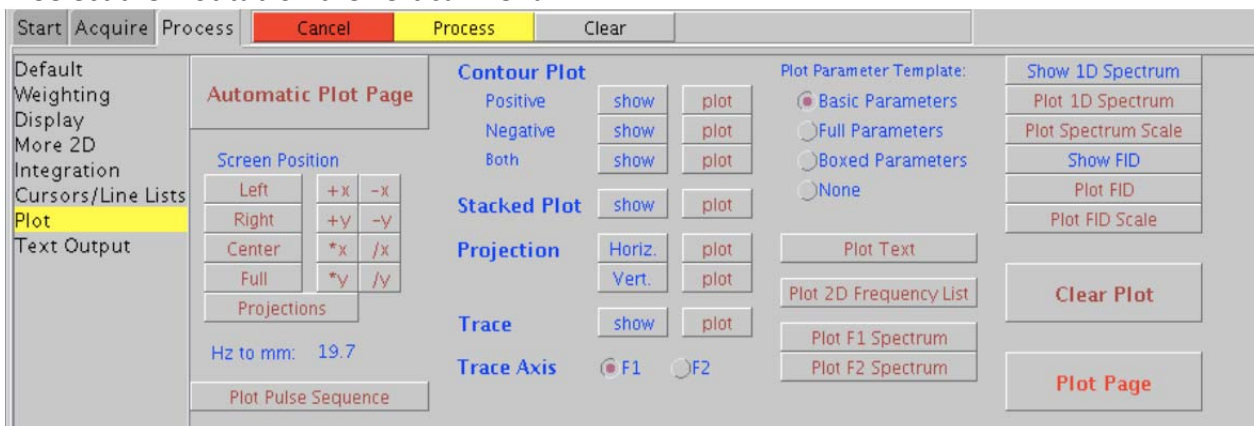 Start Acquire Process Cancel Process Clear
Default
Weighting
Display
More 2D
Integration
Cursors/Line Lists
Plot
Text Output
Automatic Plot Page
Screen Position
Left +x -x
Right +y -y
Center *x /x
Full *y /y
Projections
Hz to mm: 19.7
Plot Pulse Sequence
Contour Plot
Positive show plot
Negative show plot
Both show plot
Stacked Plot show plot
Projection Horiz. plot
Vert. plot
Trace show plot
Trace Axis F1 F2
Plot Parameter Template:
Basic Parameters
Full Parameters
Boxed Parameters
None
Plot Text
Plot 2D Frequency List
Plot F1 Spectrum
Plot F2 Spectrum
Show 1D Spectrum
Plot 1D Spectrum
Plot Spectrum Scale
Show FID
Plot FID
Plot FID Scale
Clear Plot
Plot Page